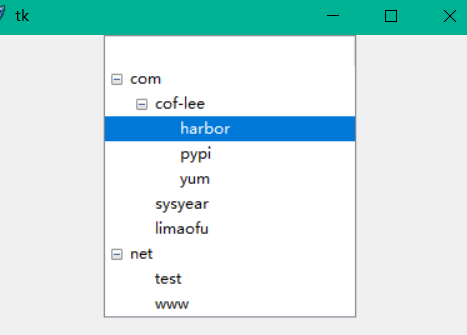 tk
com
cof-lee
harbor
pypi
yum
sysyear
limaofu
net
test
www